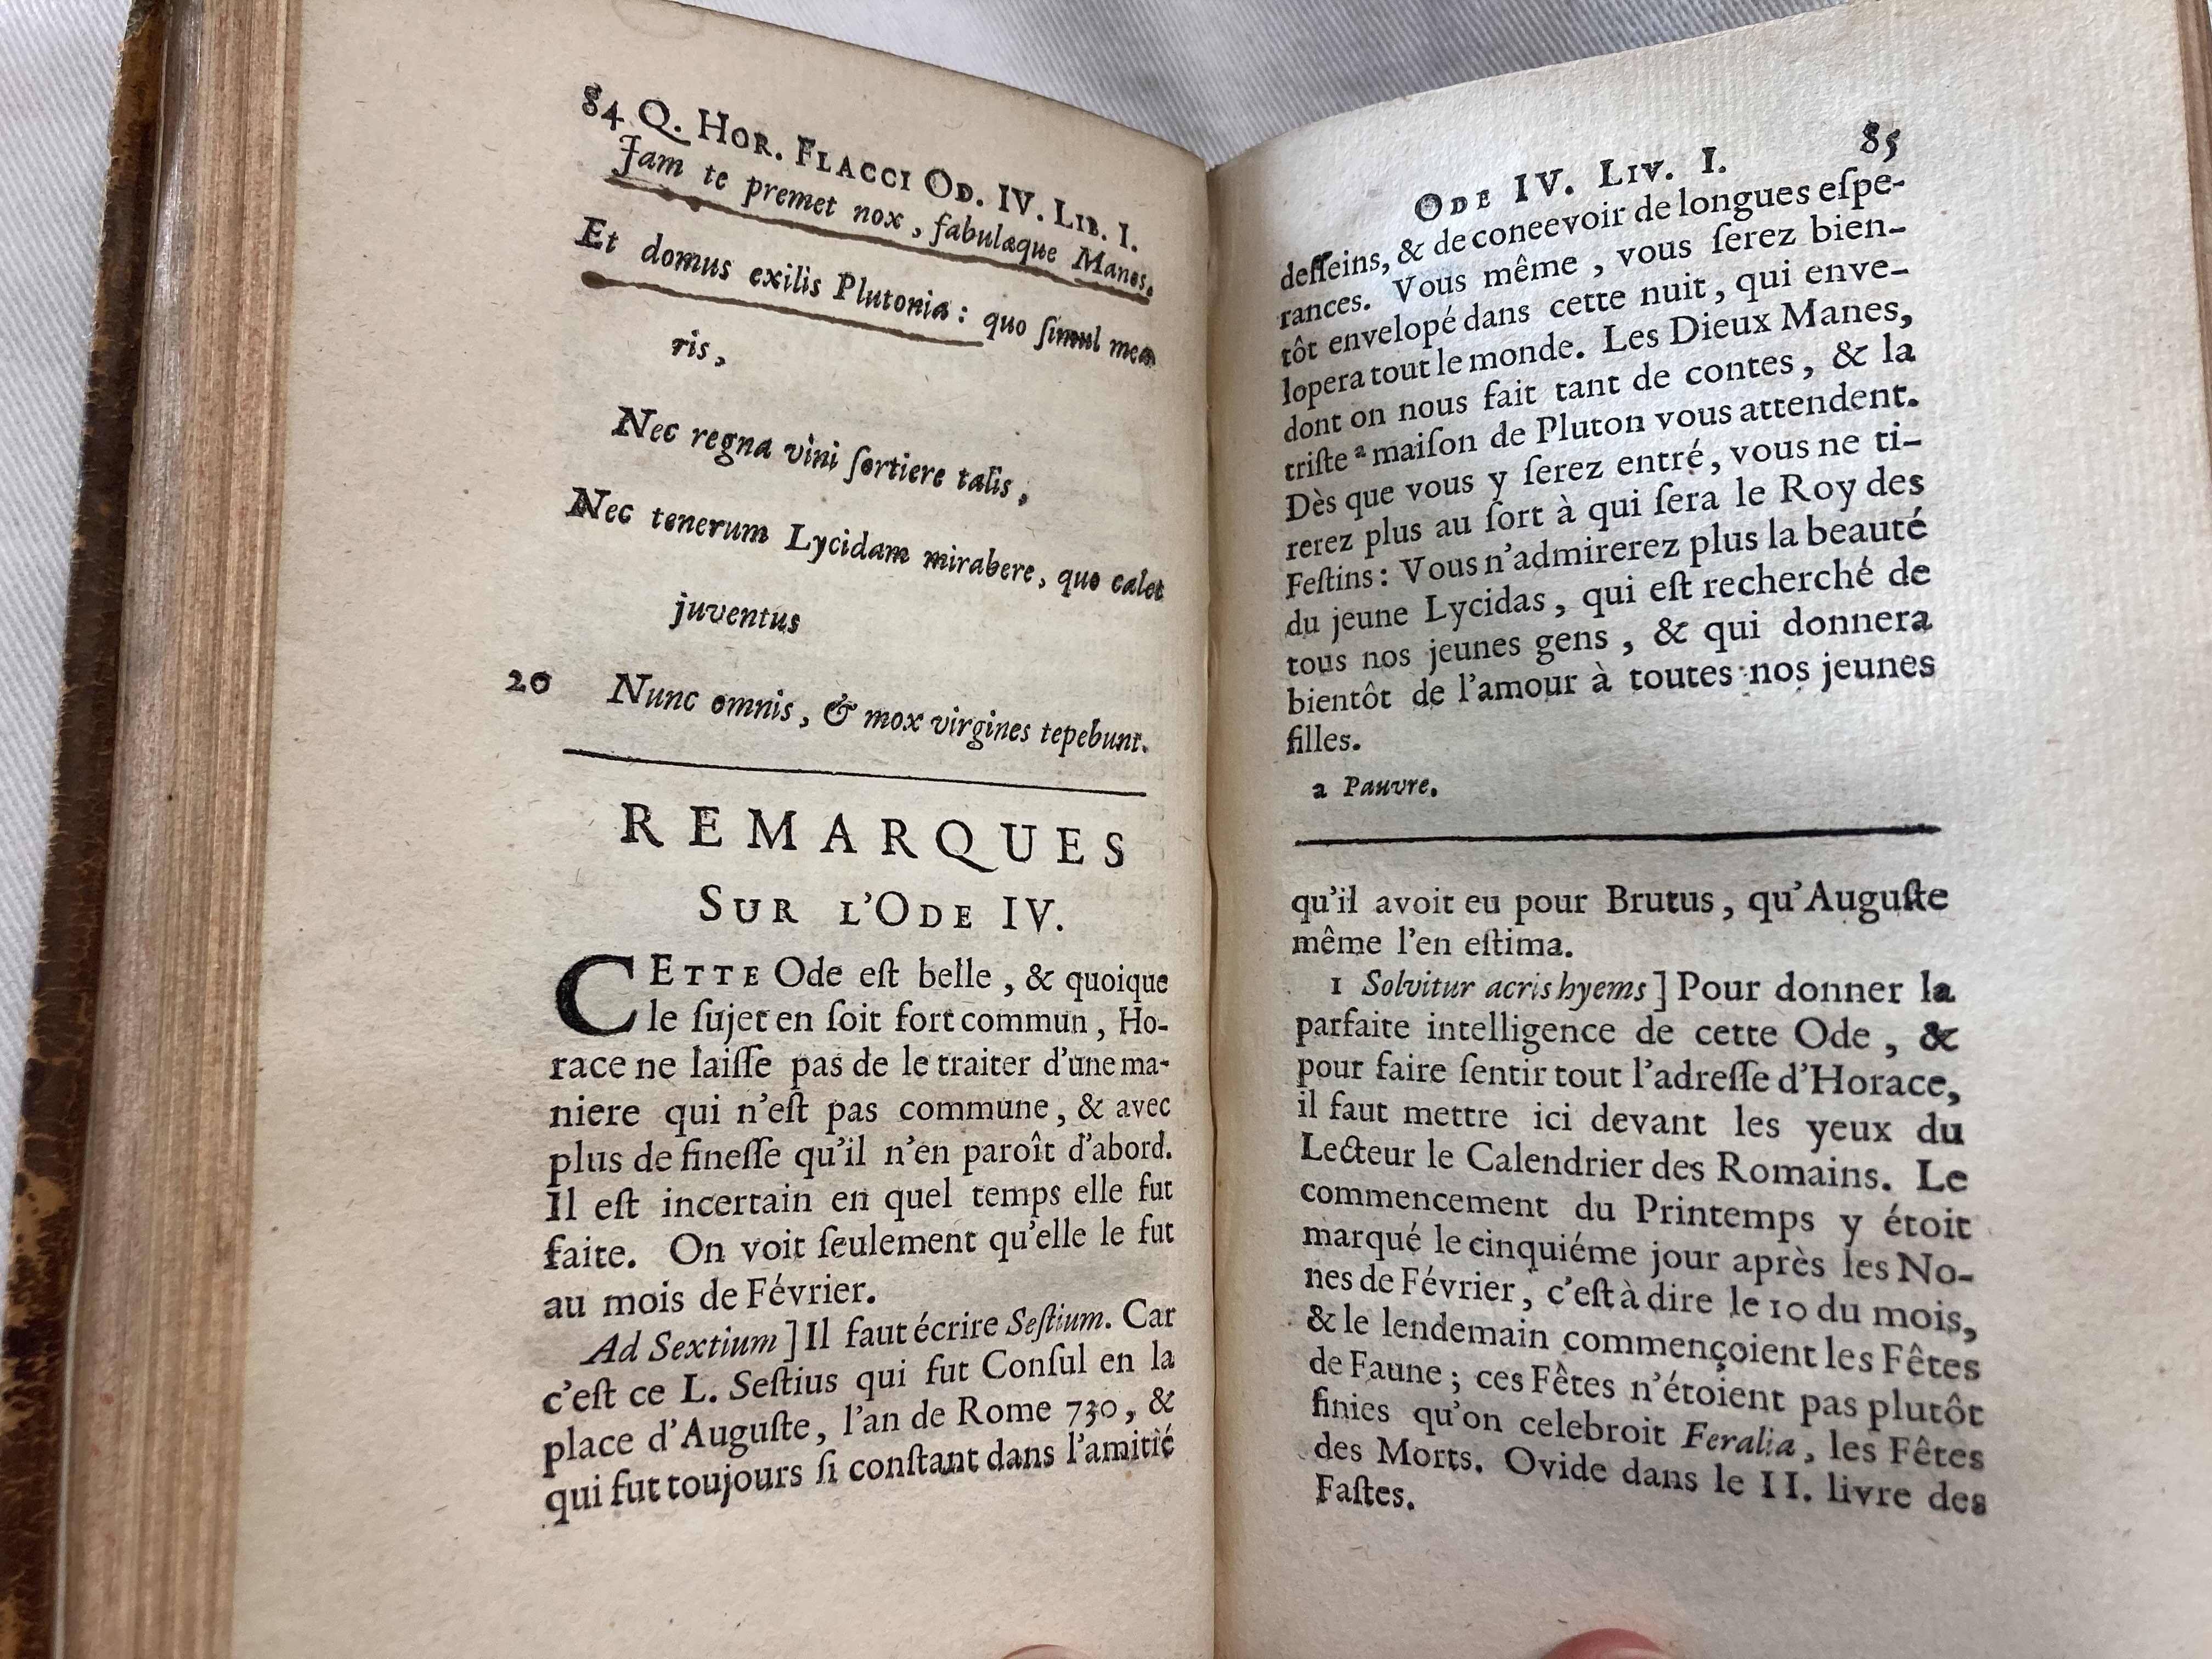 84 Q. HOR. FLACCI OD. IV. LIB. I.
Jam te premet nox, fabulæque Manes,
Et domus exilis Plutonia: quo ſimul mea
ris,
Nec regna vini ſortiere talis,
Nec tenerum Lycidam mirabere, quo calet
juventus
20 Nunc omnis, & mox virgines tepebunt.
REMARQUES
SUR L'ODE IV.
CETTE Ode eſt belle, & quoique
le ſujet en ſoit fort commun, Ho-
race ne laiſſe pas de le traiter d'une ma-
niere qui n'eſt pas commune, & avec
plus de fineſſe qu'il n'en paroît d'abord.
Il eſt incertain en quel temps elle fut
faite. On voit ſeulement qu'elle le fut
au mois de Février.
Ad Sextium] Il faut écrire Seſtium. Car
c'eſt ce L. Seſtius qui fut Conſul en la
place d'Auguſte, l'an de Rome 730, &
qui fut toujours ſi conſtant dans l'amitié
ODE IV. LIV. I. 85
deſſeins, & de coneevoir de longues eſpe-
rances. Vous même, vous ſerez bien-
tôt envelopé dans cette nuit, qui enve-
lopera tout le monde. Les Dieux Manes,
dont on nous fait tant de contes, & la
triſte a maiſon de Pluton vous attendent.
Dès que vous y ſerez entré, vous ne ti-
rerez plus au ſort à qui ſera le Roy des
Feſtins: Vous n'admirerez plus la beauté
du jeune Lycidas, qui eſt recherché de
tous nos jeunes gens, & qui donnera
bientôt de l'amour à toutes nos jeunes
filles.
a Pauvre.
qu'il avoit eu pour Brutus, qu'Auguſte
même l'en eſtima.
1 Solvitur acris hyems] Pour donner la
parfaite intelligence de cette Ode, &
pour faire ſentir tout l'adreſſe d'Horace,
il faut mettre ici devant les yeux du
Lecteur le Calendrier des Romains. Le
commencement du Printemps y étoit
marqué le cinquiéme jour après les No-
nes de Février, c'eſt à dire le 10 du mois,
& le lendemain commençoient les Fêtes
de Faune; ces Fêtes n'étoient pas plutôt
finies qu'on celebroit Feralia, les Fêtes
des Morts. Ovide dans le II. livre des
Faſtes.